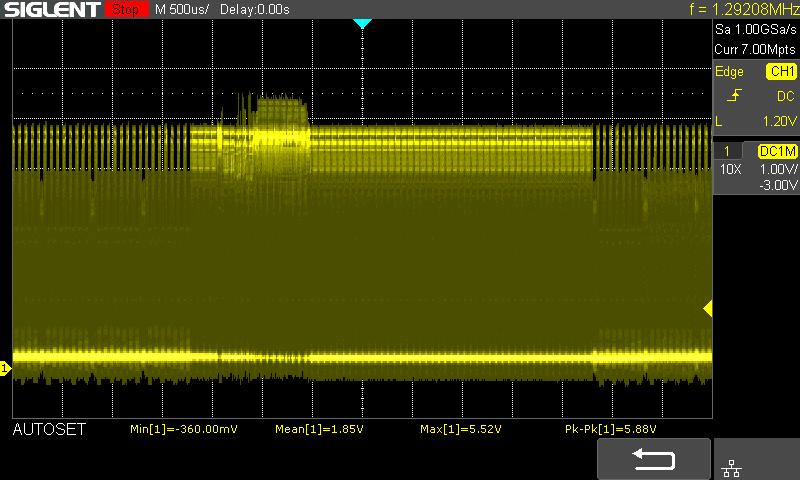 SIGLENT Stop M 500us/ Delay:0.00s f = 1.29208MHz
Sa 1.00GSa/s
Curr 7.00Mpts
Edge CH1
DC
L 1.20V
1 DC1M
10X 1.00V/
-3.00V
1
AUTOSET Min[1]=-360.00mV Mean[1]=1.85V Max[1]=5.52V Pk-Pk[1]=5.88V